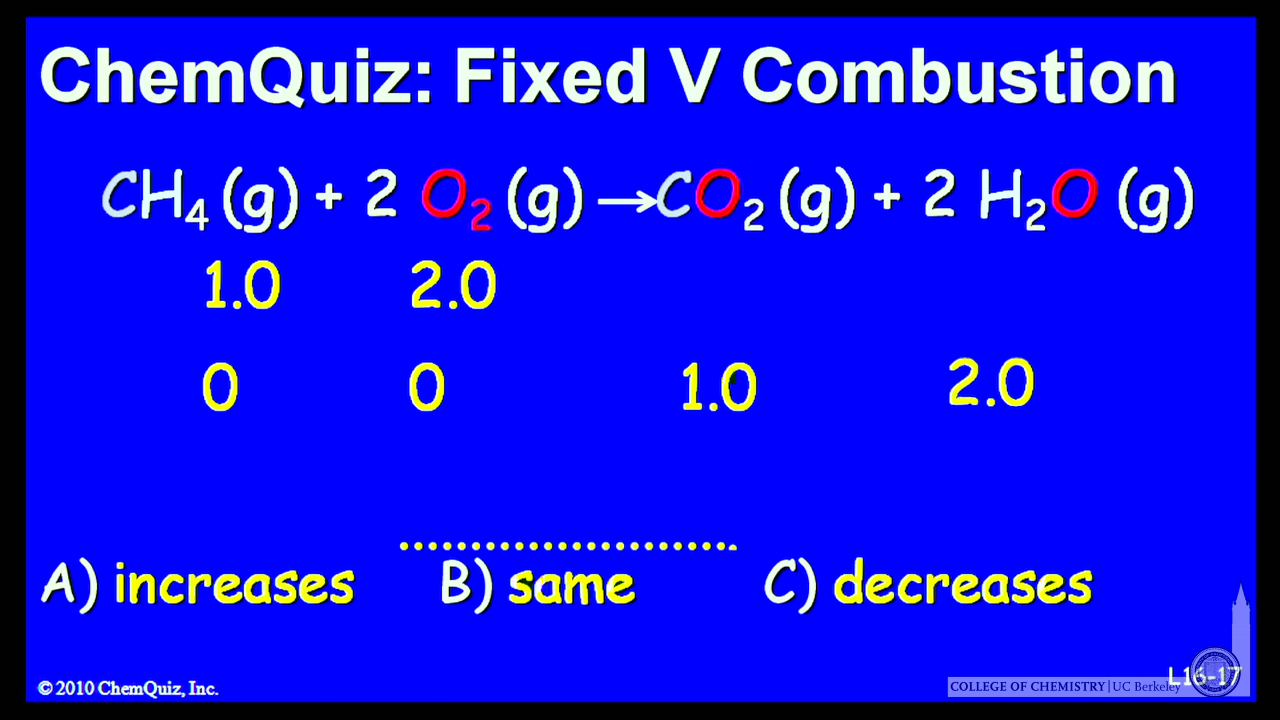 ChemQuiz: Fixed V Combustion
CH₄ (g) + 2 O₂ (g) → CO₂ (g) + 2 H₂O (g)
1.0 2.0
0 0 1.0 2.0
A) increases B) same C) decreases
L16-17
© 2010 ChemQuiz, Inc. COLLEGE OF CHEMISTRY | UC Berkeley